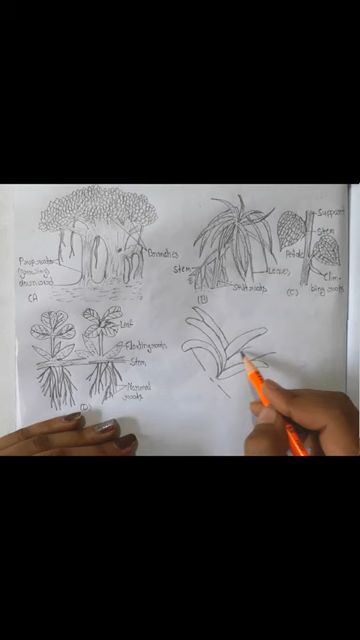 Prop roots
growing
downward
Branches
(A
Stem
Leaves
Stilt roots
(B)
Support
Stem
Petiole
Clim-
bing roots
(C)
Leaf
Floating roots
Stem
Normal
roots
D